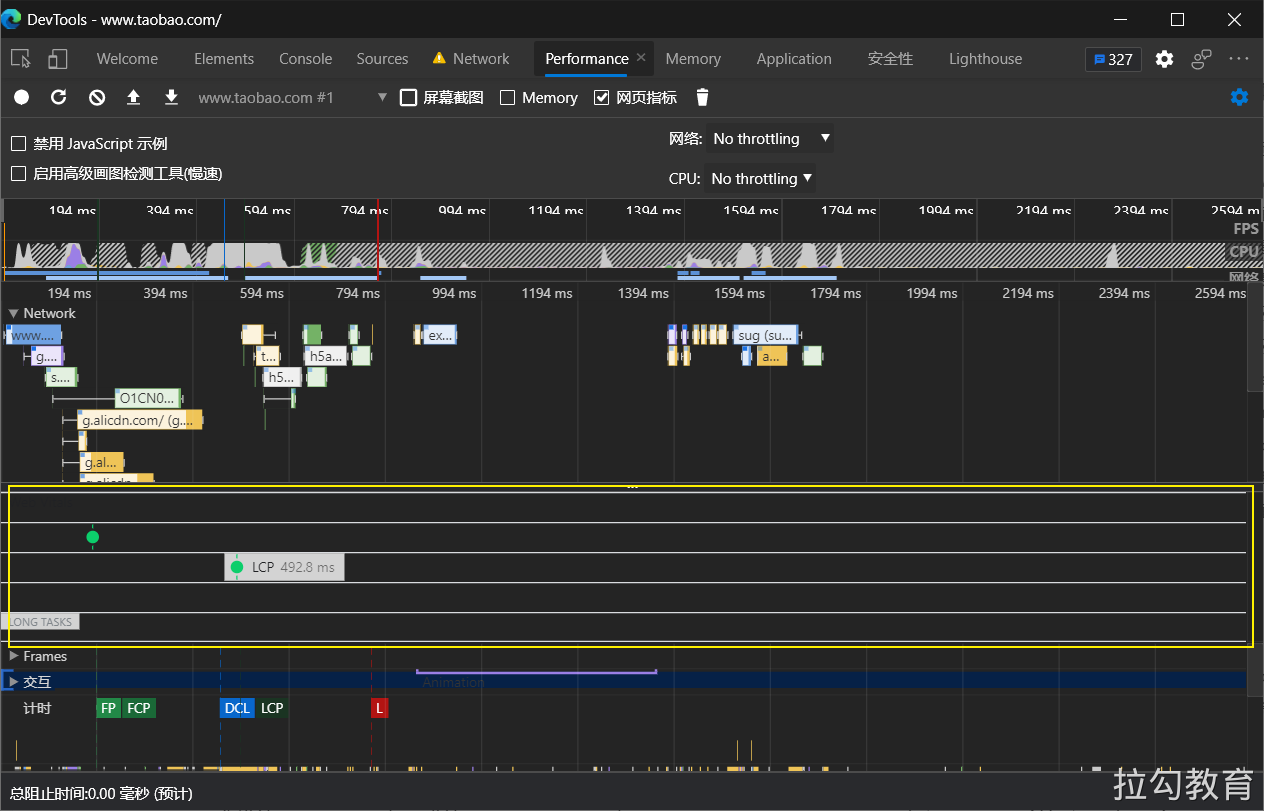 DevTools - www.taobao.com/
Welcome Elements Console Sources Network Performance Memory Application 安全性 Lighthouse 327
www.taobao.com #1 屏幕截图 Memory 网页指标
禁用 JavaScript 示例 网络: No throttling
启用高级画图检测工具(慢速) CPU: No throttling
194 ms 394 ms 594 ms 794 ms 994 ms 1194 ms 1394 ms 1594 ms 1794 ms 1994 ms 2194 ms 2394 ms 2594 m
FPS
CPU
网络
194 ms 394 ms 594 ms 794 ms 994 ms 1194 ms 1394 ms 1594 ms 1794 ms 1994 ms 2194 ms 2394 ms 2594 ms
Network
www.... ex... sug (su...
g.... t... h5a... a...
s.... h5...
O1CN0...
g.alicdn.com/ (g....
g.al...
g.alicdn...
LCP 492.8 ms
LONG TASKS
Frames
交互 Animation
计时 FP FCP DCL LCP L
总阻止时间:0.00 毫秒 (预计)
拉勾教育